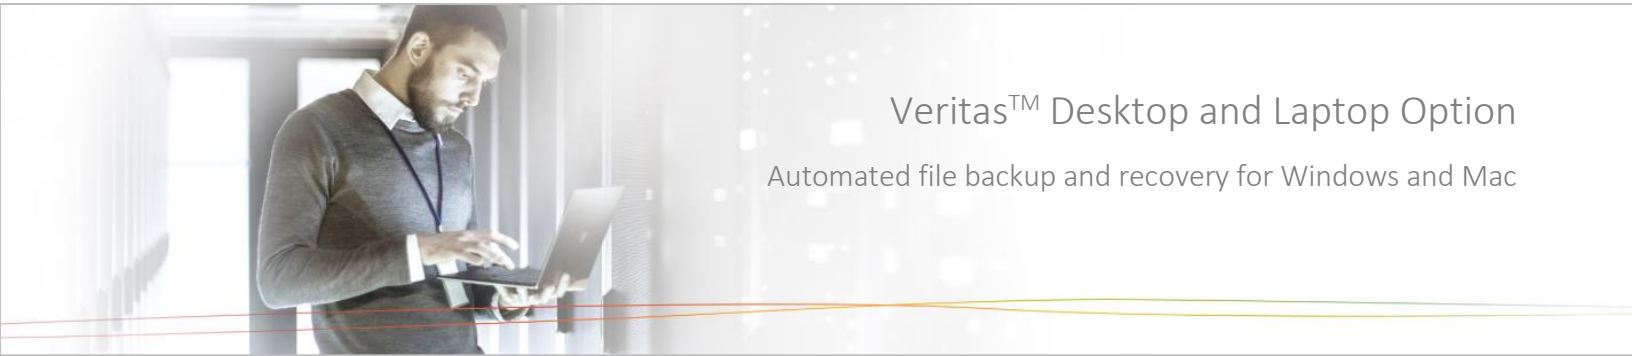 Veritas™ Desktop and Laptop Option
Automated file backup and recovery for Windows and Mac